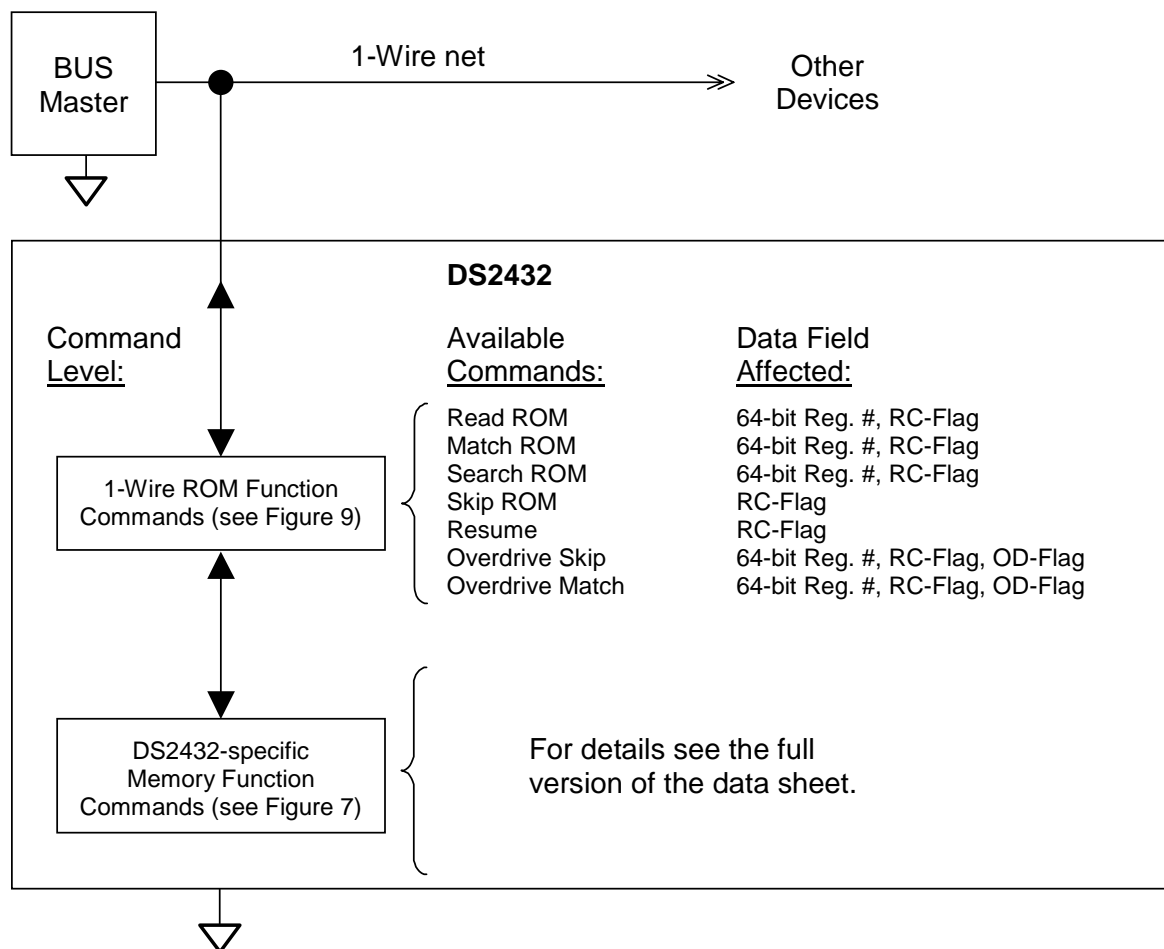 BUS
Master
1-Wire net
Other
Devices
DS2432
Command
Level:
Available
Commands:
Data Field
Affected:
Read ROM 64-bit Reg. #, RC-Flag
Match ROM 64-bit Reg. #, RC-Flag
Search ROM 64-bit Reg. #, RC-Flag
Skip ROM RC-Flag
Resume RC-Flag
Overdrive Skip 64-bit Reg. #, RC-Flag, OD-Flag
Overdrive Match 64-bit Reg. #, RC-Flag, OD-Flag
1-Wire ROM Function
Commands (see Figure 9)
DS2432-specific
Memory Function
Commands (see Figure 7)
For details see the full
version of the data sheet.